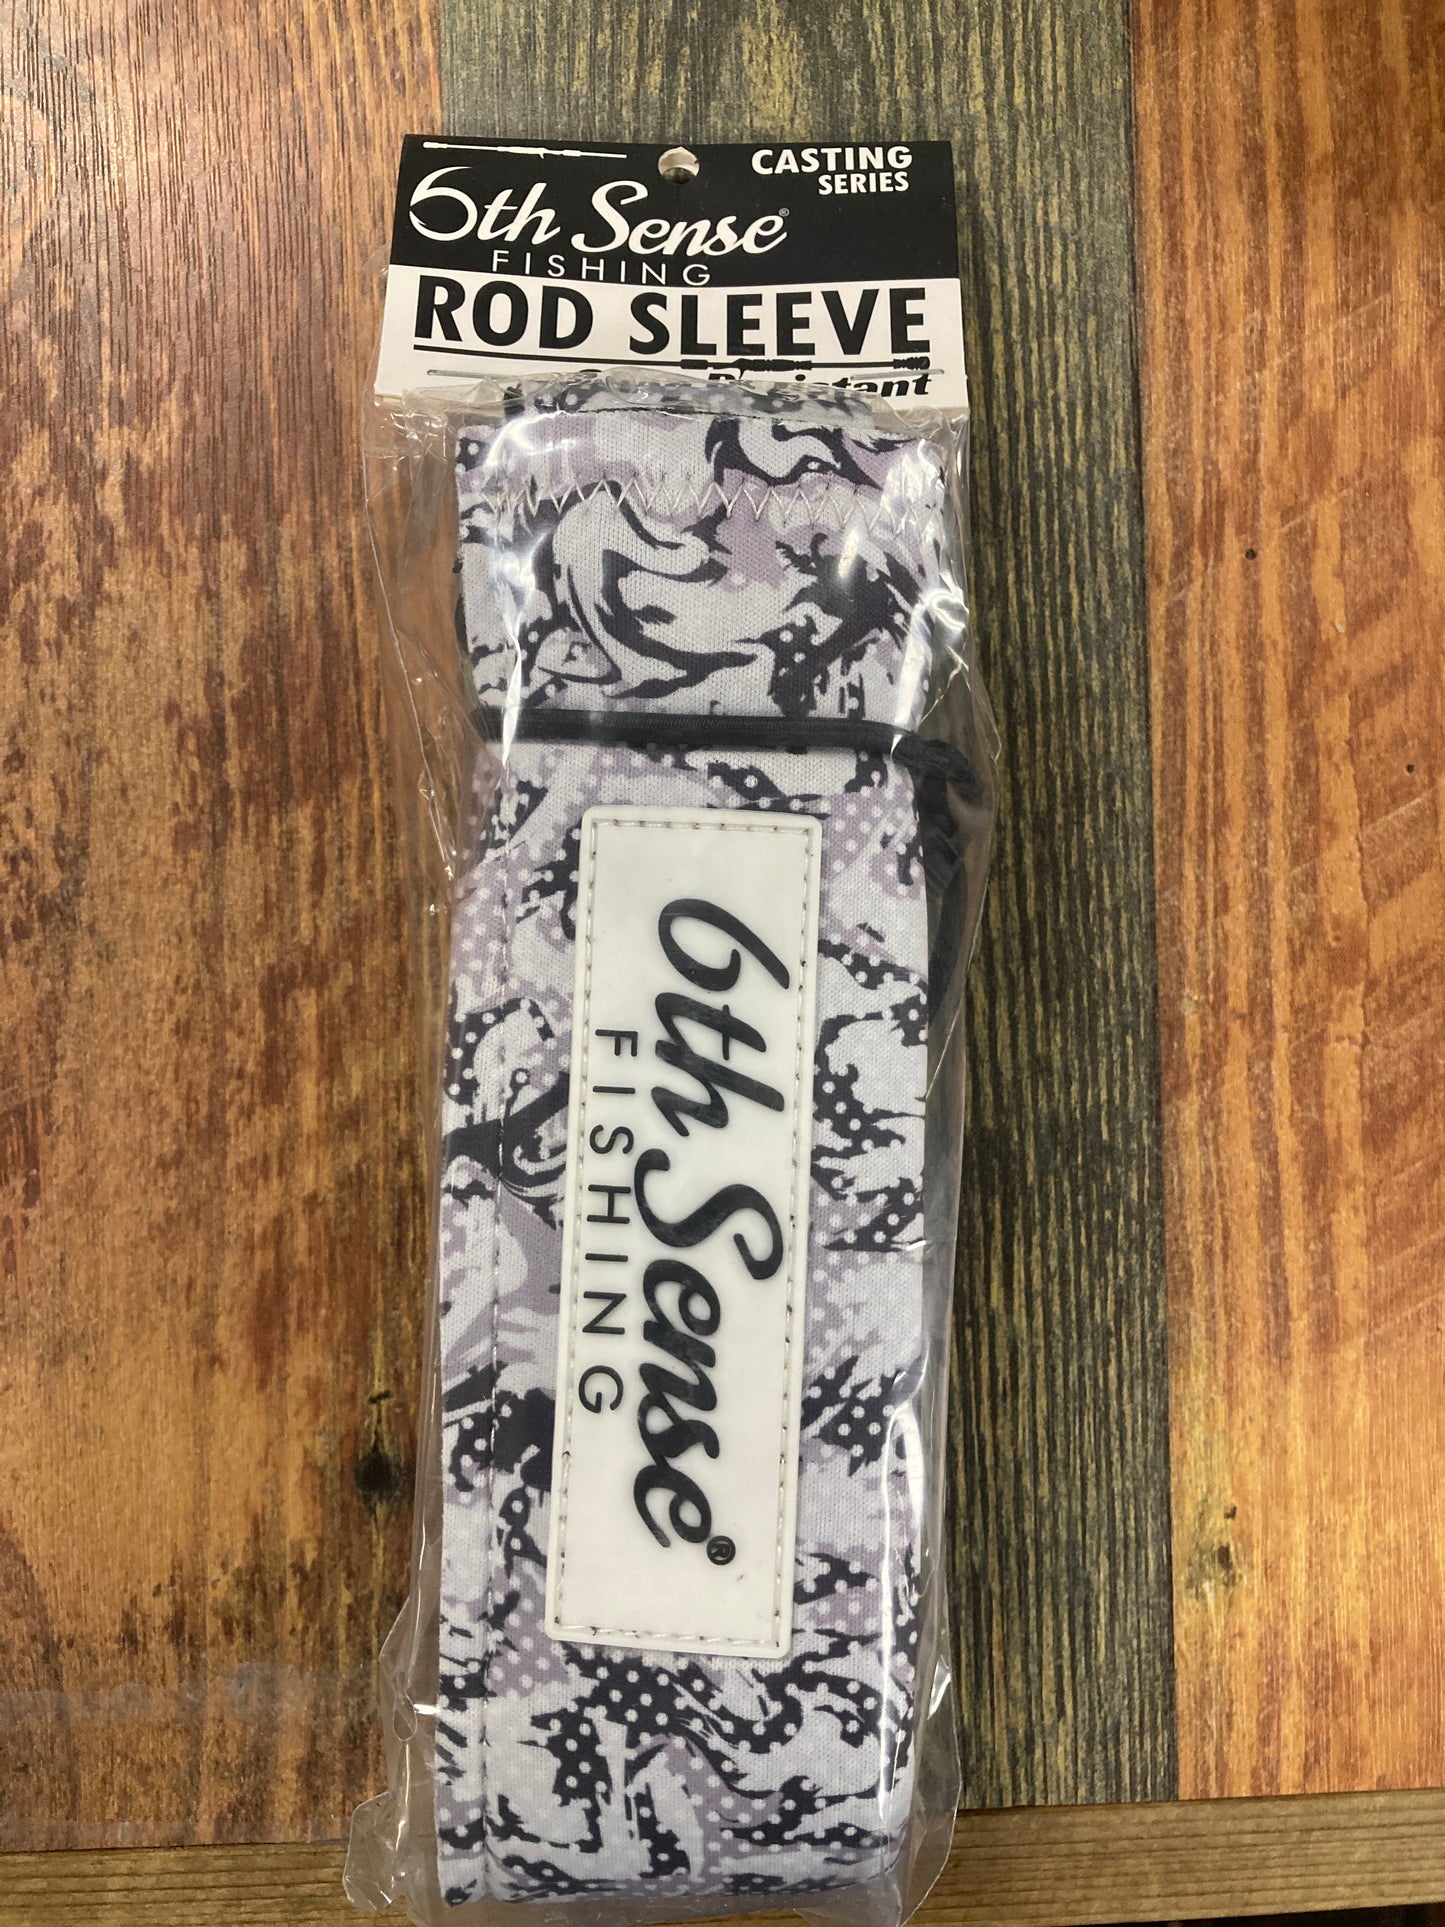 CASTING
SERIES
6th Sense®
FISHING
ROD SLEEVE
6th Sense®
FISHING